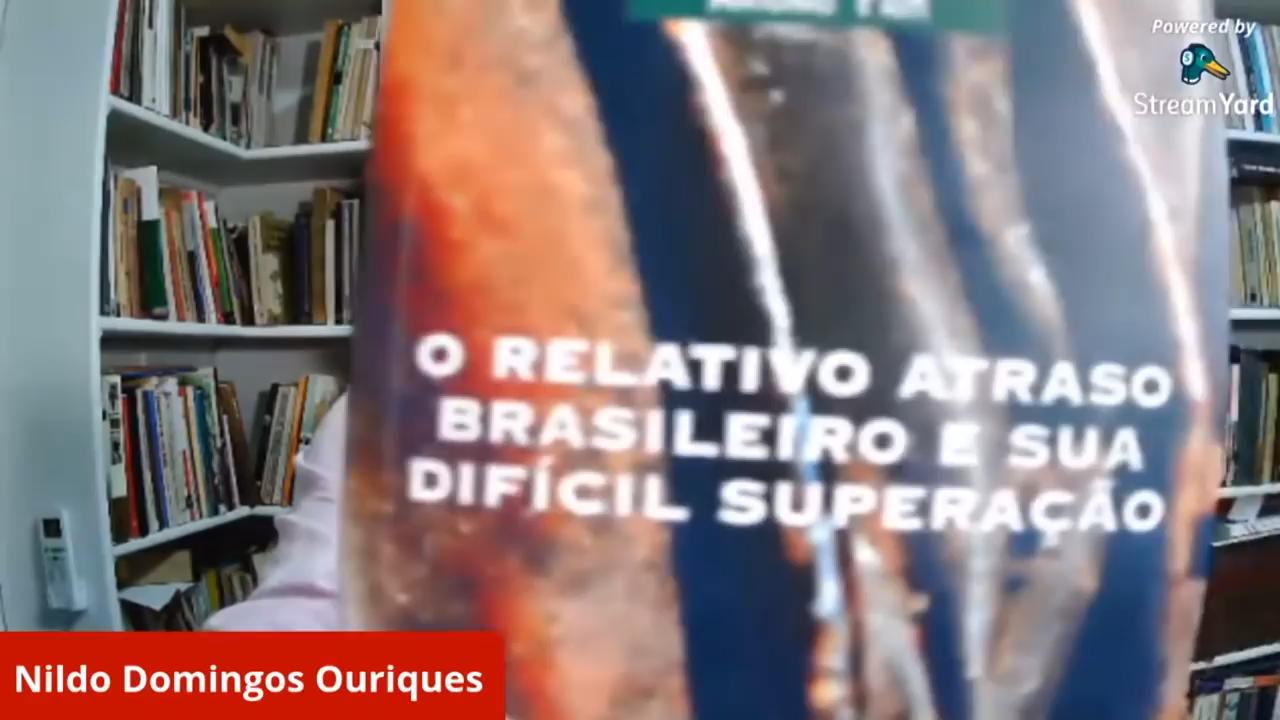 Powered by
StreamYard
O RELATIVO ATRASO
BRASILEIRO E SUA
DIFÍCIL SUPERAÇÃO
Nildo Domingos Ouriques